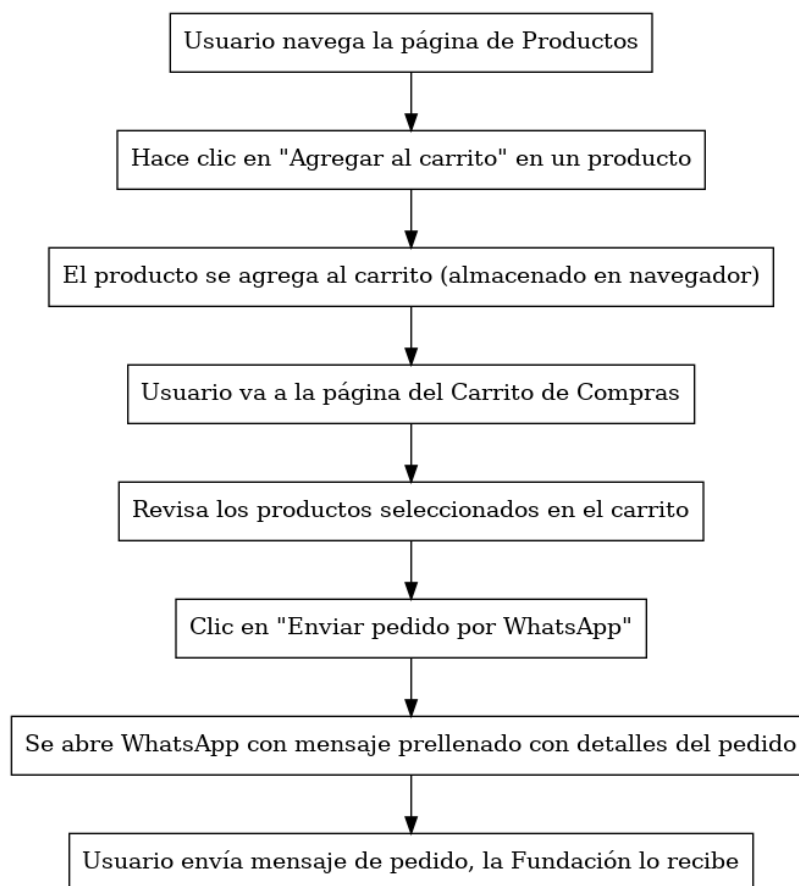 Usuario navega la página de Productos
Hace clic en "Agregar al carrito" en un producto
El producto se agrega al carrito (almacenado en navegador)
Usuario va a la página del Carrito de Compras
Revisa los productos seleccionados en el carrito
Clic en "Enviar pedido por WhatsApp"
Se abre WhatsApp con mensaje prellenado con detalles del pedido
Usuario envía mensaje de pedido, la Fundación lo recibe